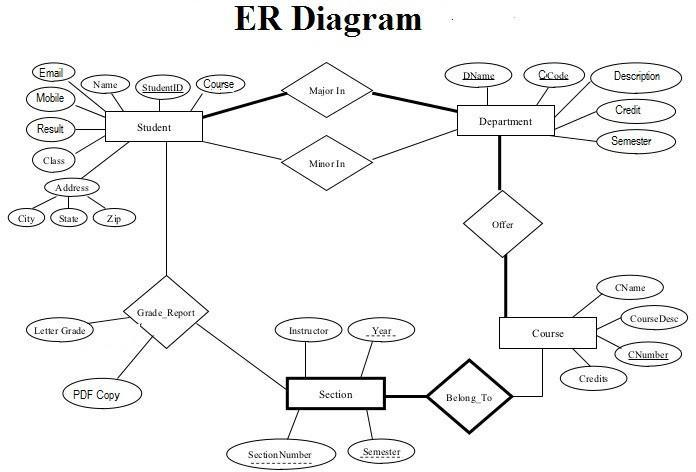 ER Diagram
Email
Name
StudentID
Course
Mobile
Result
Class
Student
Address
City
State
Zip
Major In
Minor In
DName
C/Code
Description
Credit
Semester
Department
Offer
Grade_Report
Letter Grade
PDF Copy
Instructor
Year
Section
SectionNumber
Semester
Belong_To
CName
CourseDesc
CNumber
Credits
Course